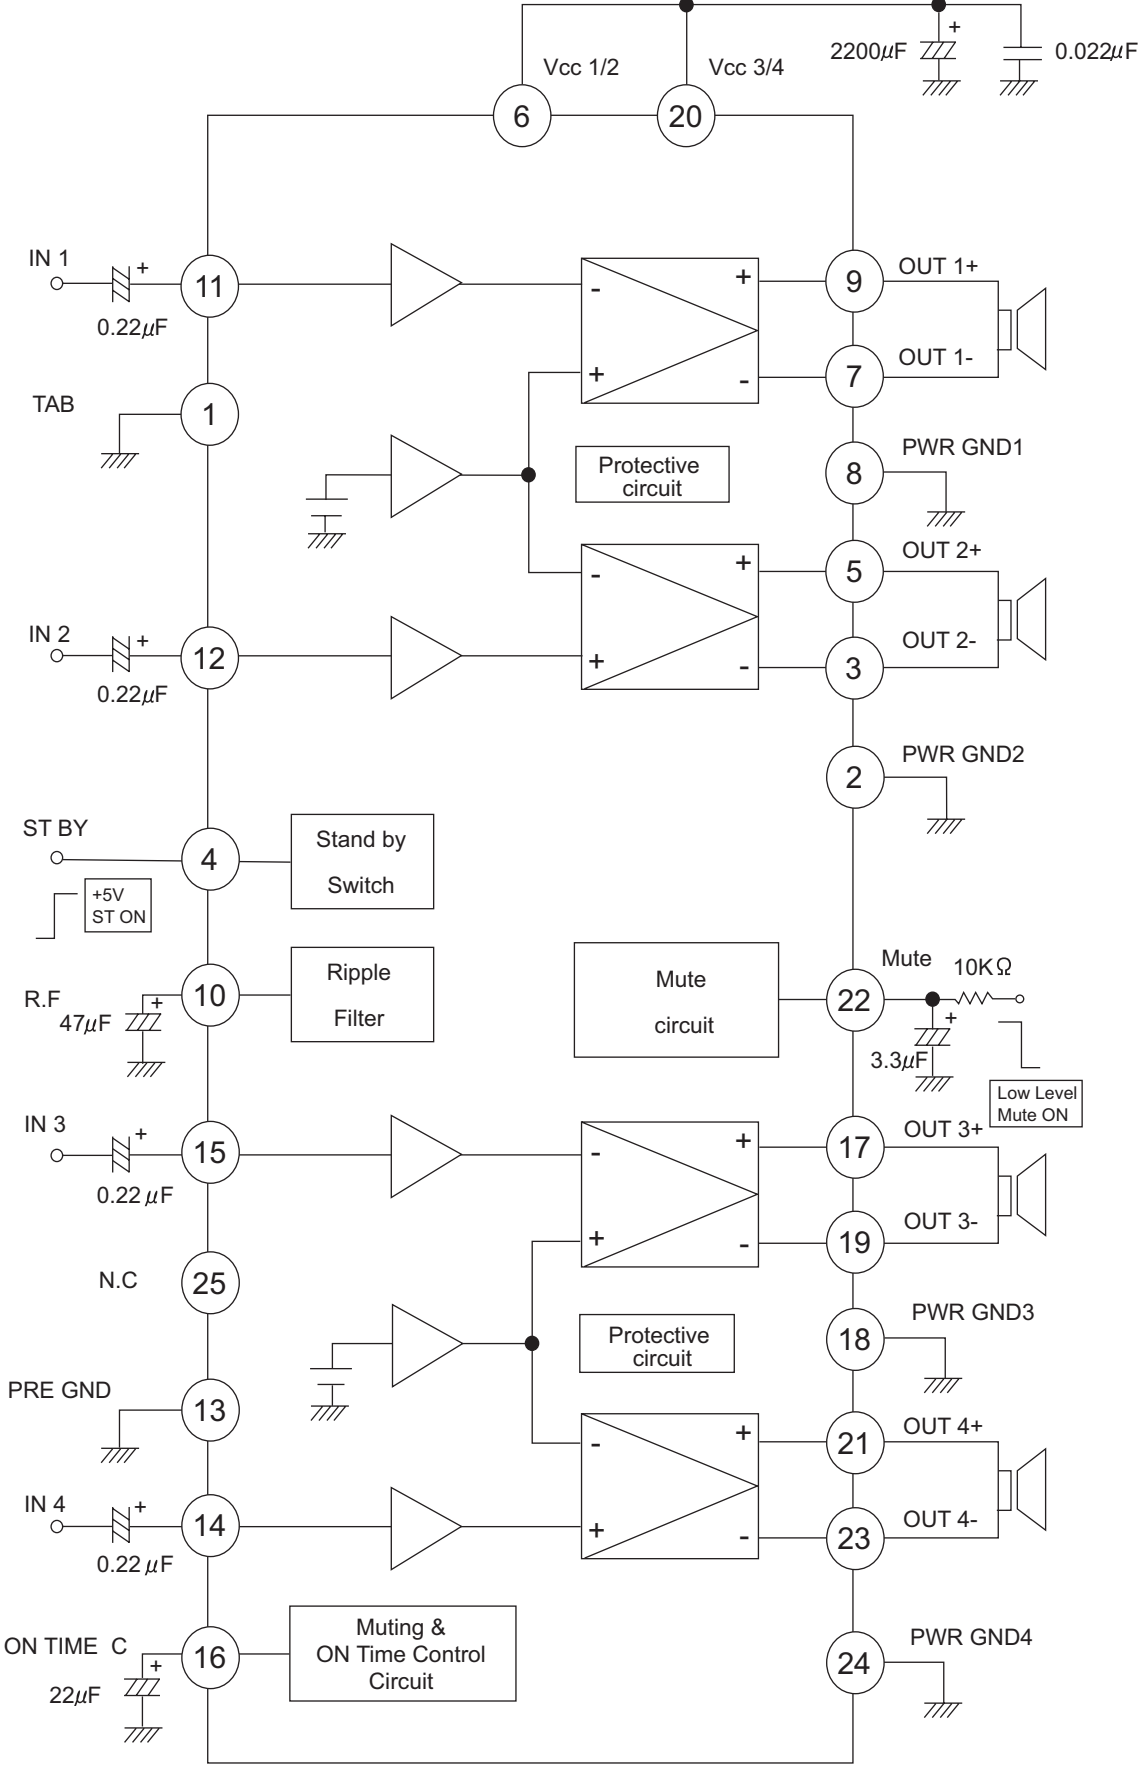 2200μF
+
0.022μF
Vcc 1/2
Vcc 3/4
6
20
IN 1
+
0.22μF
11
-
+
+
-
9
OUT 1+
7
OUT 1-
TAB
1
Protective
circuit
8
PWR GND1
IN 2
+
0.22μF
12
-
+
+
-
5
OUT 2+
3
OUT 2-
2
PWR GND2
ST BY
4
Stand by
Switch
+5V
ST ON
R.F
47μF
+
10
Ripple
Filter
Mute
circuit
22
Mute
10KΩ
+
3.3μF
Low Level
Mute ON
IN 3
+
0.22 μF
15
-
+
+
-
17
OUT 3+
19
OUT 3-
N.C
25
Protective
circuit
18
PWR GND3
PRE GND
13
IN 4
+
0.22 μF
14
-
+
+
-
21
OUT 4+
23
OUT 4-
ON TIME C
+
22μF
16
Muting &
ON Time Control
Circuit
24
PWR GND4